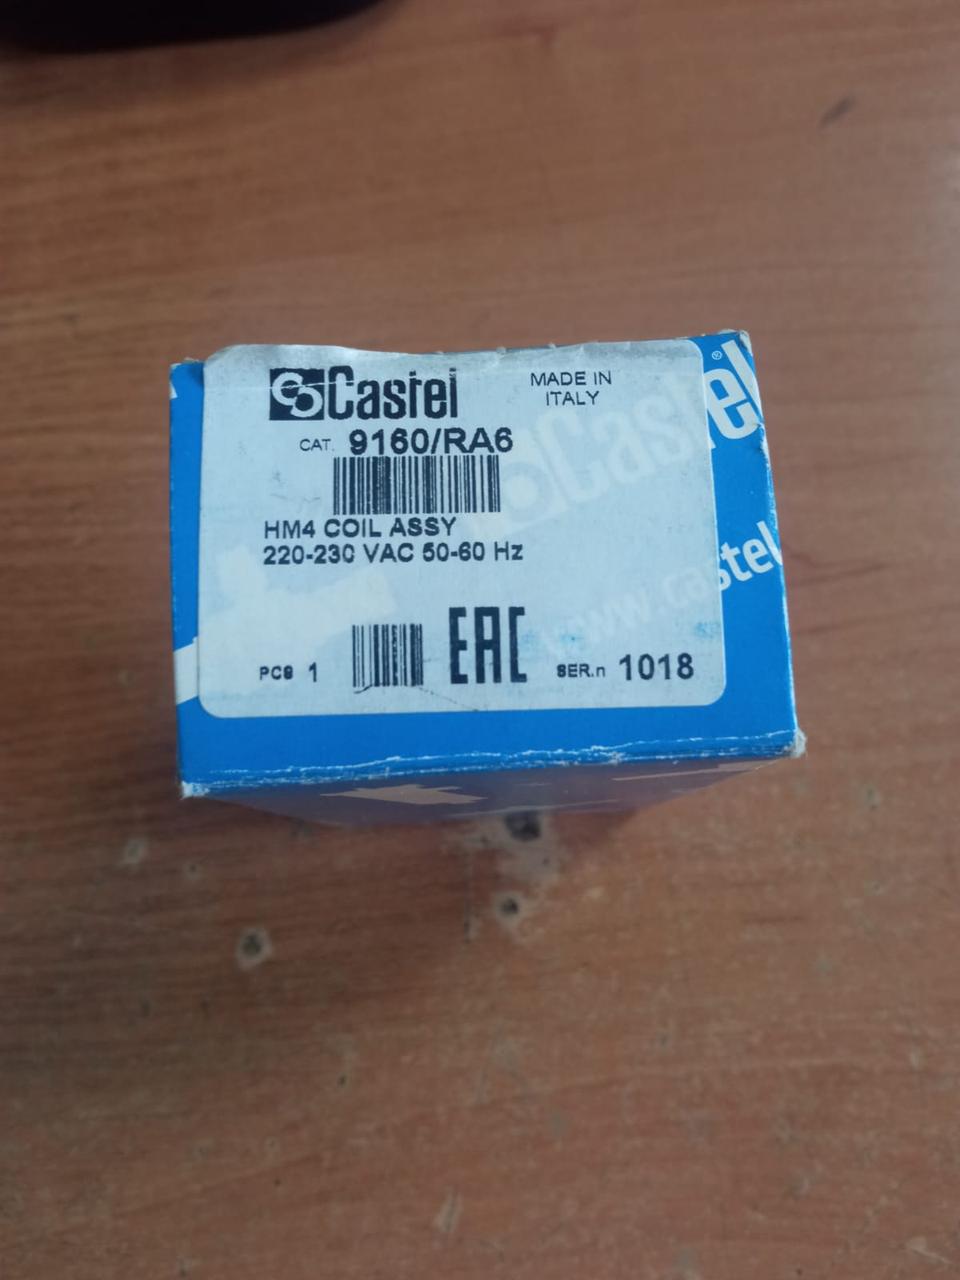 Castel
MADE IN
ITALY
CAT. 9160/RA6
HM4 COIL ASSY
220-230 VAC 50-60 Hz
PCS 1
EAC
SER.n 1018
Castel
www.castel